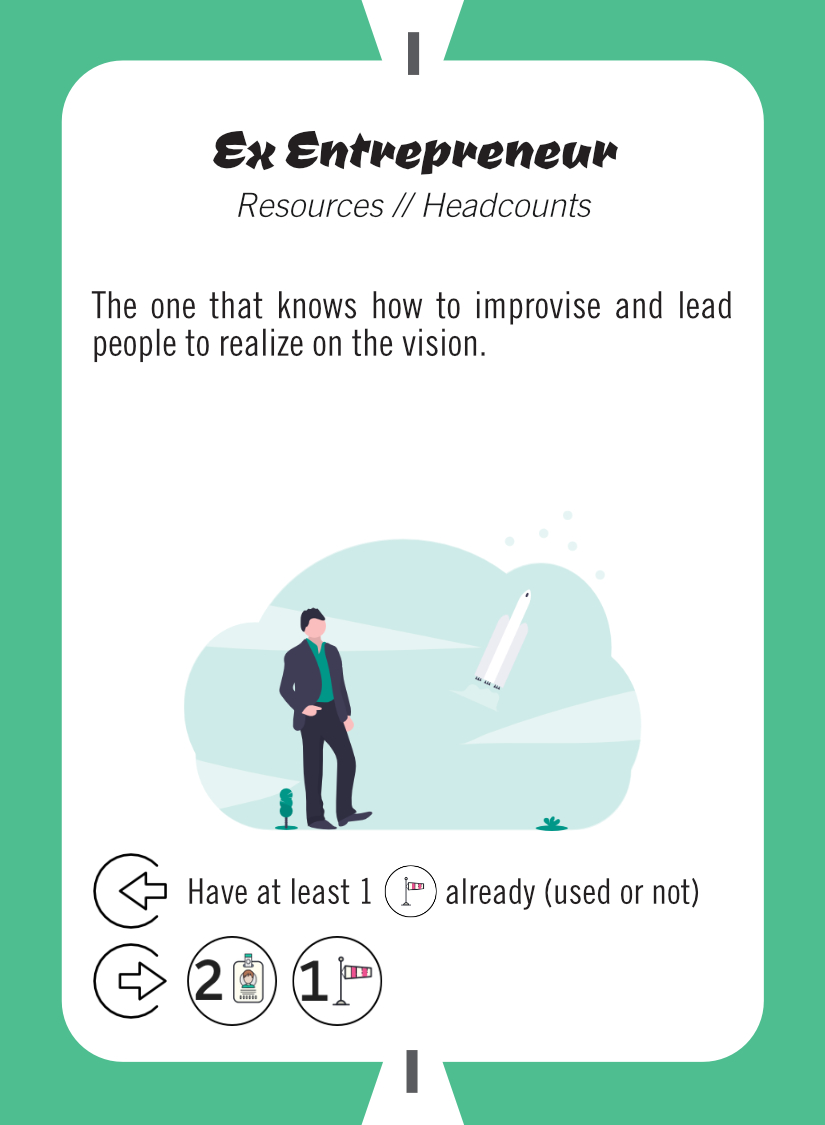 I
Ex Entrepreneur
Resources // Headcounts
The one that knows how to improvise and lead
people to realize on the vision.
Have at least 1 already (used or not)
2 1
I